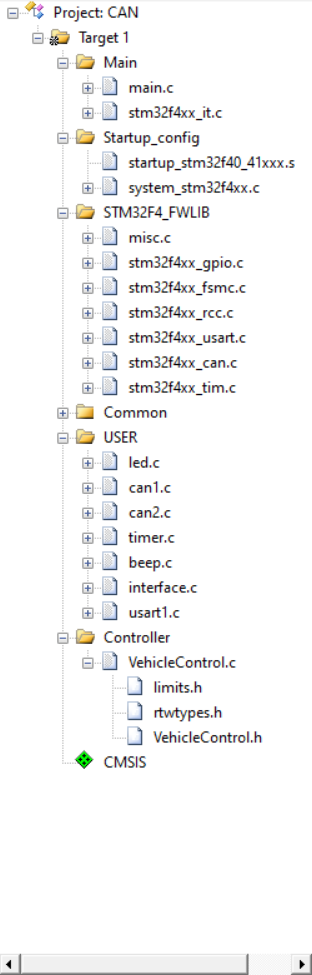 Project: CAN
Target 1
Main
main.c
stm32f4xx_it.c
Startup_config
startup_stm32f40_41xxx.s
system_stm32f4xx.c
STM32F4_FWLIB
misc.c
stm32f4xx_gpio.c
stm32f4xx_fsmc.c
stm32f4xx_rcc.c
stm32f4xx_usart.c
stm32f4xx_can.c
stm32f4xx_tim.c
Common
USER
led.c
can1.c
can2.c
timer.c
beep.c
interface.c
usart1.c
Controller
VehicleControl.c
limits.h
rtwtypes.h
VehicleControl.h
CMSIS